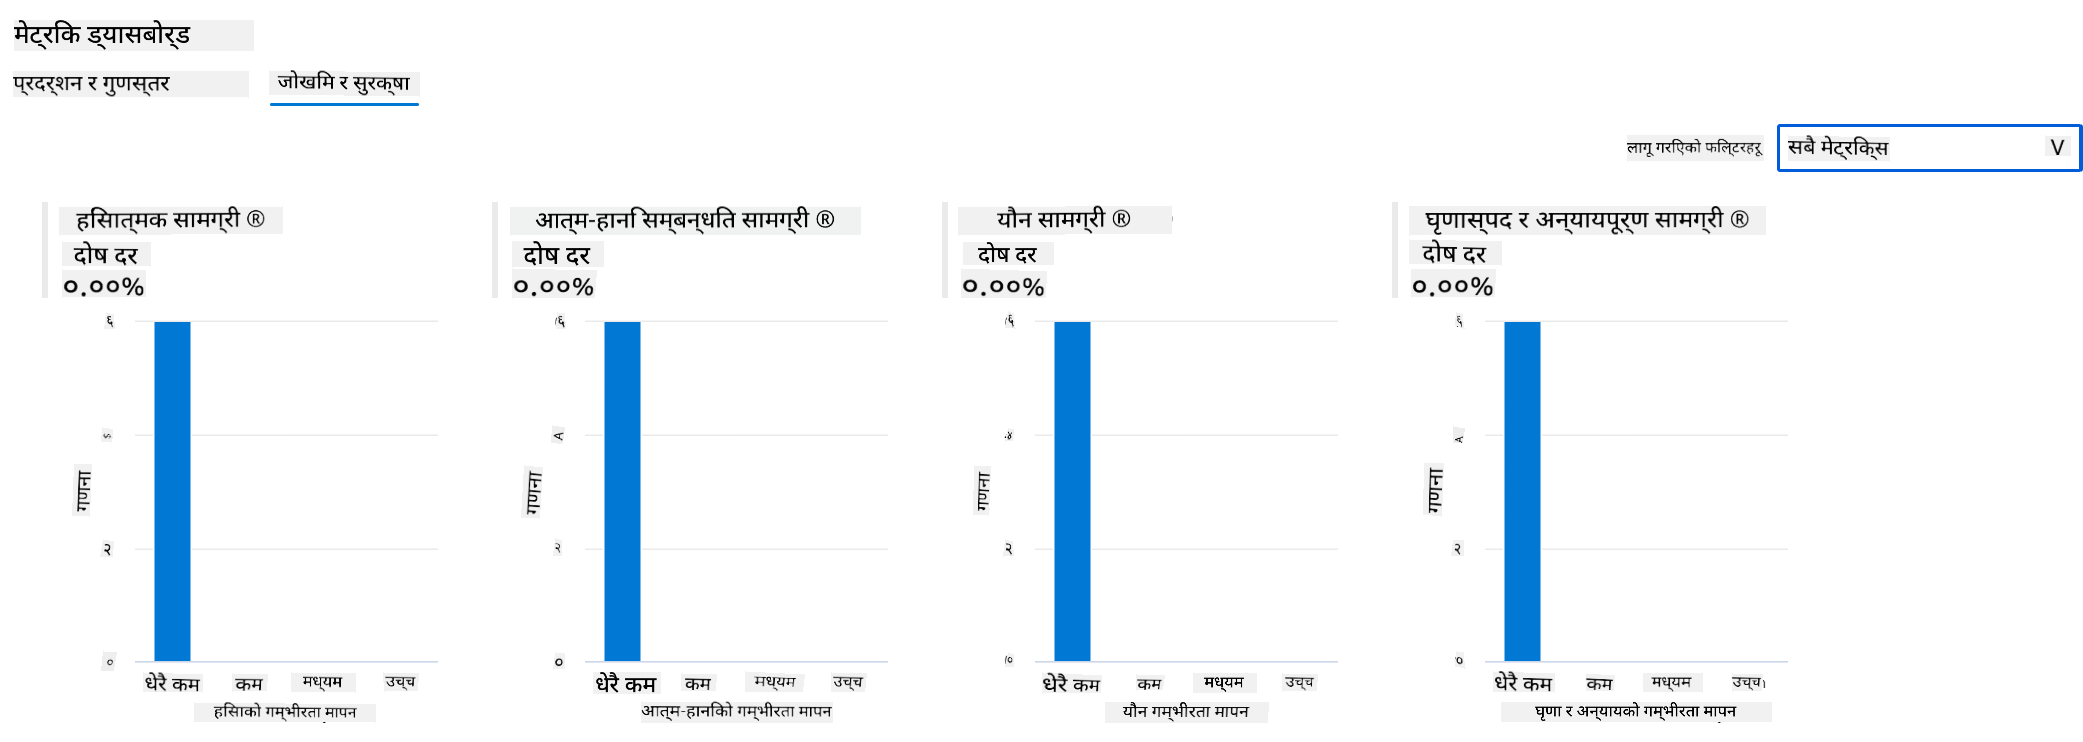 मेट्रिक ड्यासबोर्ड
प्रदर्शन र गुणस्तर
जोखिम र सुरक्षा
लागू गरिएको फिल्टरहरू
सबै मेट्रिक्स V
हिंसात्मक सामग्री ®
दोष दर
०.००%
६
२
०
गणना
धेरै कम कम मध्यम उच्च
हिंसाको गम्भीरता मापन
आत्म-हानि सम्बन्धित सामग्री ®
दोष दर
०.००%
६
A
२
०
गणना
धेरै कम कम मध्यम उच्च
आत्म-हानिको गम्भीरता मापन
यौन सामग्री ®
दोष दर
०.००%
६
४
२
०
गणना
धेरै कम कम मध्यम उच्च
यौन गम्भीरता मापन
घृणास्पद र अन्यायपूर्ण सामग्री ®
दोष दर
०.००%
६
A
२
०
गणना
धेरै कम कम मध्यम उच्च
घृणा र अन्यायको गम्भीरता मापन